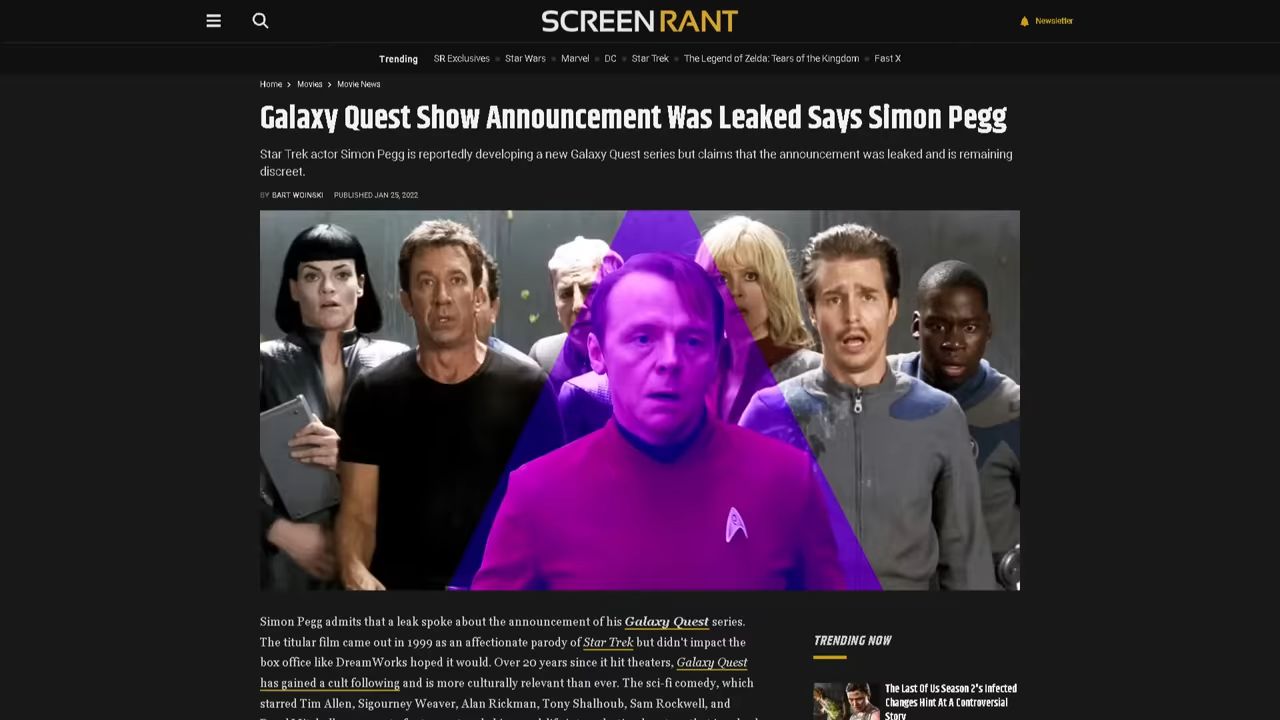 SCREENRANT
Newsletter
Trending SR Exclusives Star Wars Marvel DC Star Trek The Legend of Zelda: Tears of the Kingdom Fast X
Home > Movies > Movie News
Galaxy Quest Show Announcement Was Leaked Says Simon Pegg
Star Trek actor Simon Pegg is reportedly developing a new Galaxy Quest series but claims that the announcement was leaked and is remaining
discreet.
BY BART WOINSKI PUBLISHED JAN 25, 2022
Simon Pegg admits that a leak spoke about the announcement of his Galaxy Quest series.
The titular film came out in 1999 as an affectionate parody of Star Trek but didn't impact the
box office like DreamWorks hoped it would. Over 20 years since it hit theaters, Galaxy Quest
has gained a cult following and is more culturally relevant than ever. The sci-fi comedy, which
starred Tim Allen, Sigourney Weaver, Alan Rickman, Tony Shalhoub, Sam Rockwell, and
TRENDING NOW
The Last Of Us Season 2's Infected
Changes Hint At A Controversial
Story